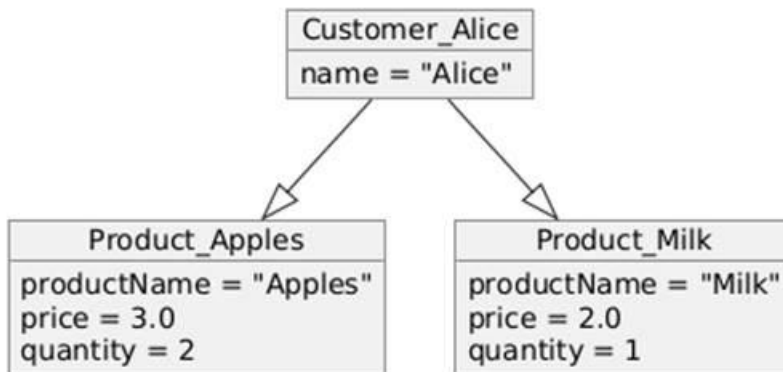 Customer_Alice
name = "Alice"
Product_Apples
productName = "Apples"
price = 3.0
quantity = 2
Product_Milk
productName = "Milk"
price = 2.0
quantity = 1